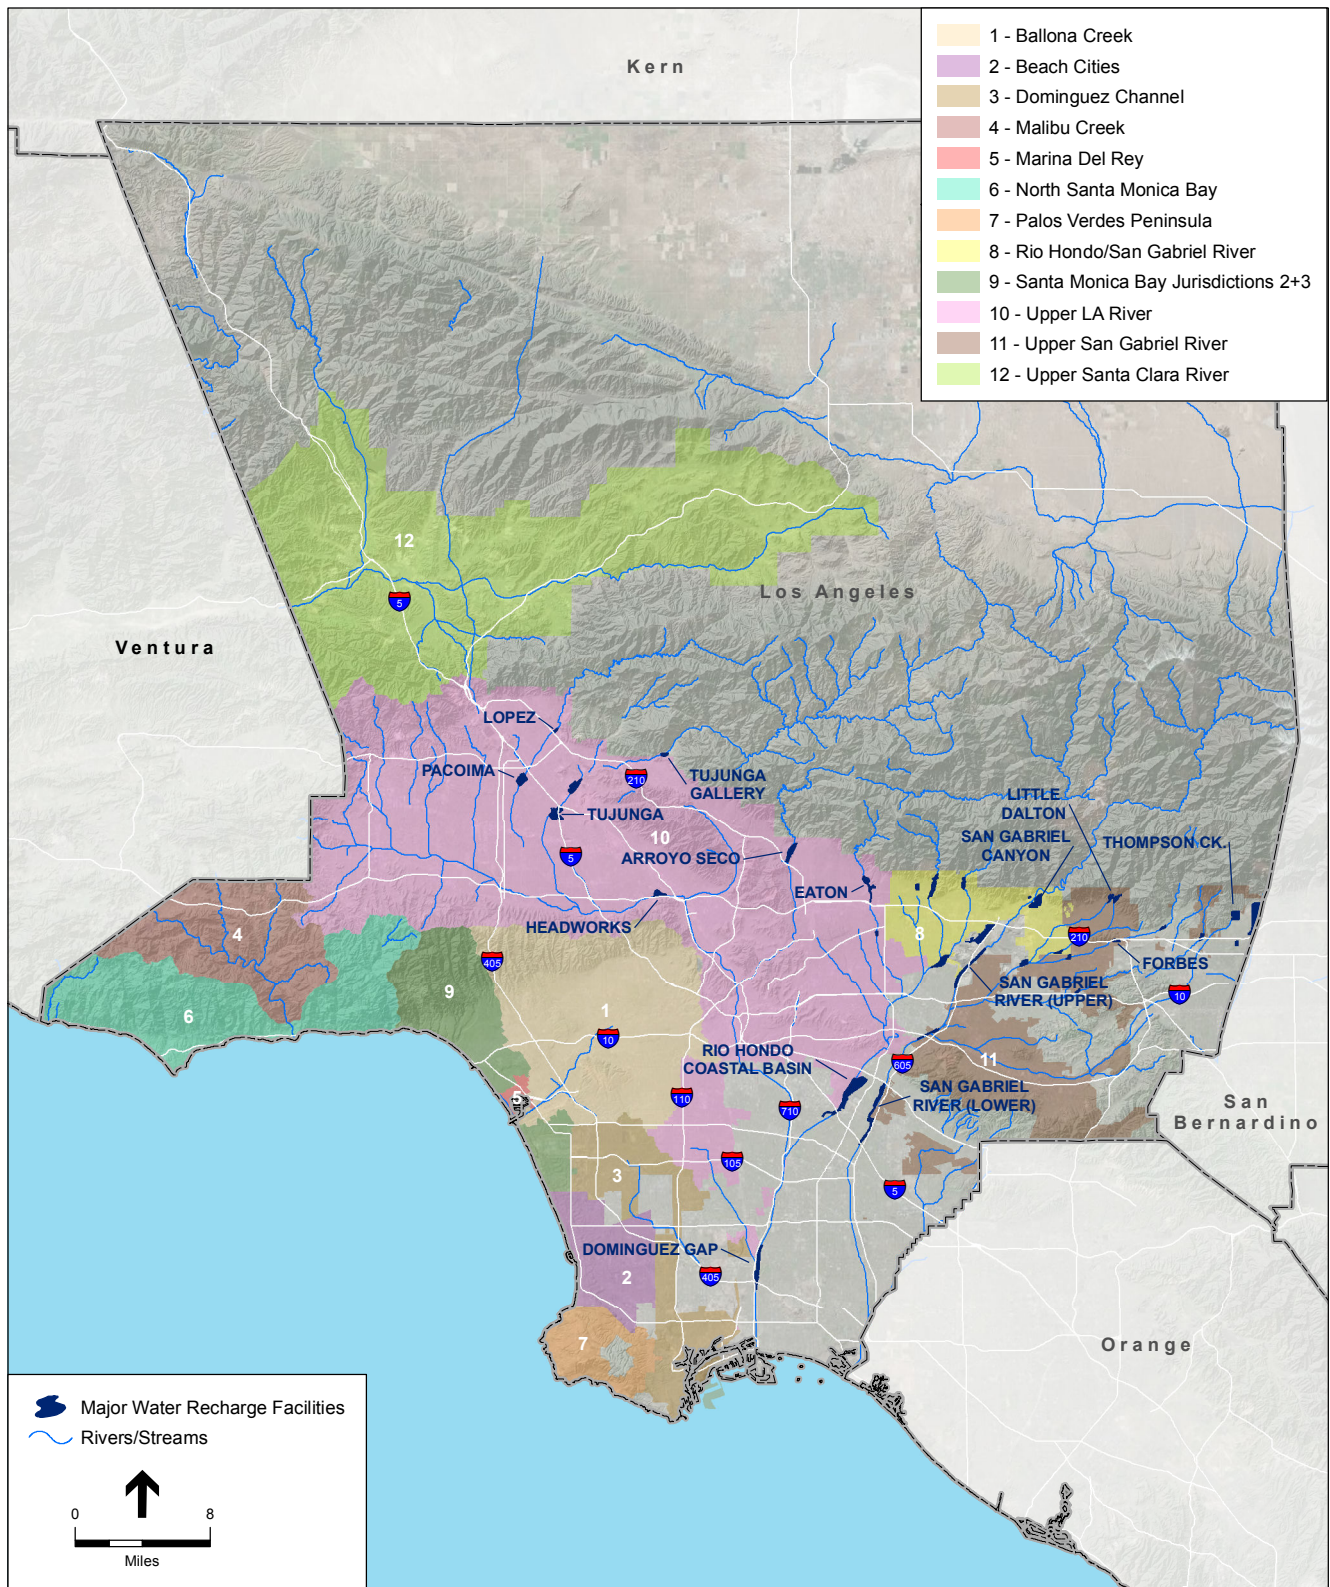 1 - Ballona Creek
2 - Beach Cities
3 - Dominguez Channel
4 - Malibu Creek
5 - Marina Del Rey
6 - North Santa Monica Bay
7 - Palos Verdes Peninsula
8 - Rio Hondo/San Gabriel River
9 - Santa Monica Bay Jurisdictions 2+3
10 - Upper LA River
11 - Upper San Gabriel River
12 - Upper Santa Clara River
Kern
12
5
Los Angeles
Ventura
LOPEZ
PACOIMA
210
TUJUNGA
GALLERY
TUJUNGA
10
5
ARROYO SECO
LITTLE
DALTON
SAN GABRIEL
CANYON
THOMPSON CK.
EATON
HEADWORKS
4
8
210
405
FORBES
9
SAN GABRIEL
RIVER (UPPER)
10
6
1
10
RIO HONDO
COASTAL BASIN
605
11
SAN GABRIEL
RIVER (LOWER)
5
110
710
San
Bernardino
105
3
5
DOMINGUEZ GAP
2
405
7
Orange
Major Water Recharge Facilities
Rivers/Streams
0 8
Miles